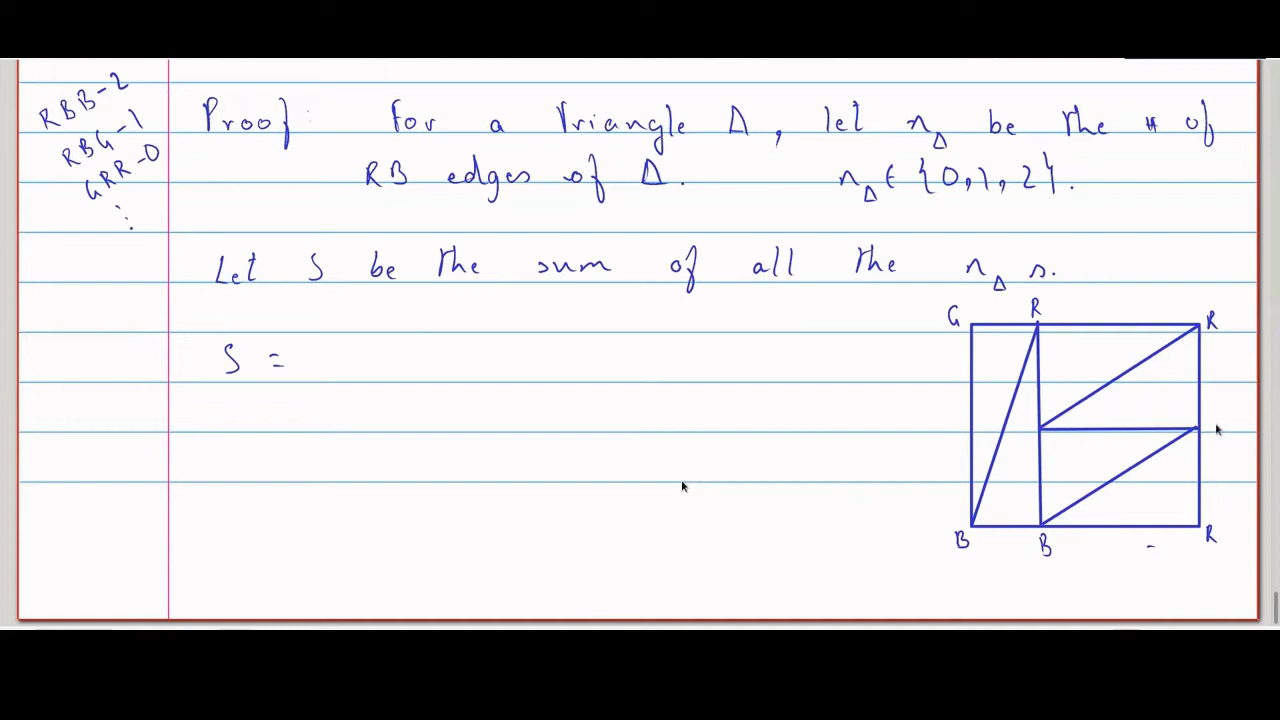 RBB-2
RBG-1
GRR-0
⋮
Proof: For a triangle Δ, let n_Δ be the # of
RB edges of Δ. n_Δ ∈ {0,1,2}.
Let S be the sum of all the n_Δ s.
S =
G R R
B B R